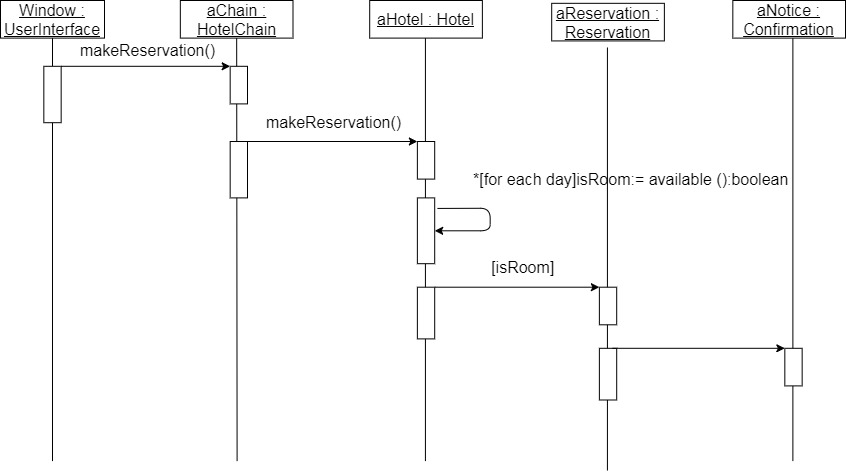 Window :
UserInterface
aChain :
HotelChain
aHotel : Hotel
aReservation :
Reservation
aNotice :
Confirmation
makeReservation()
makeReservation()
*[for each day]isRoom:= available ():boolean
[isRoom]